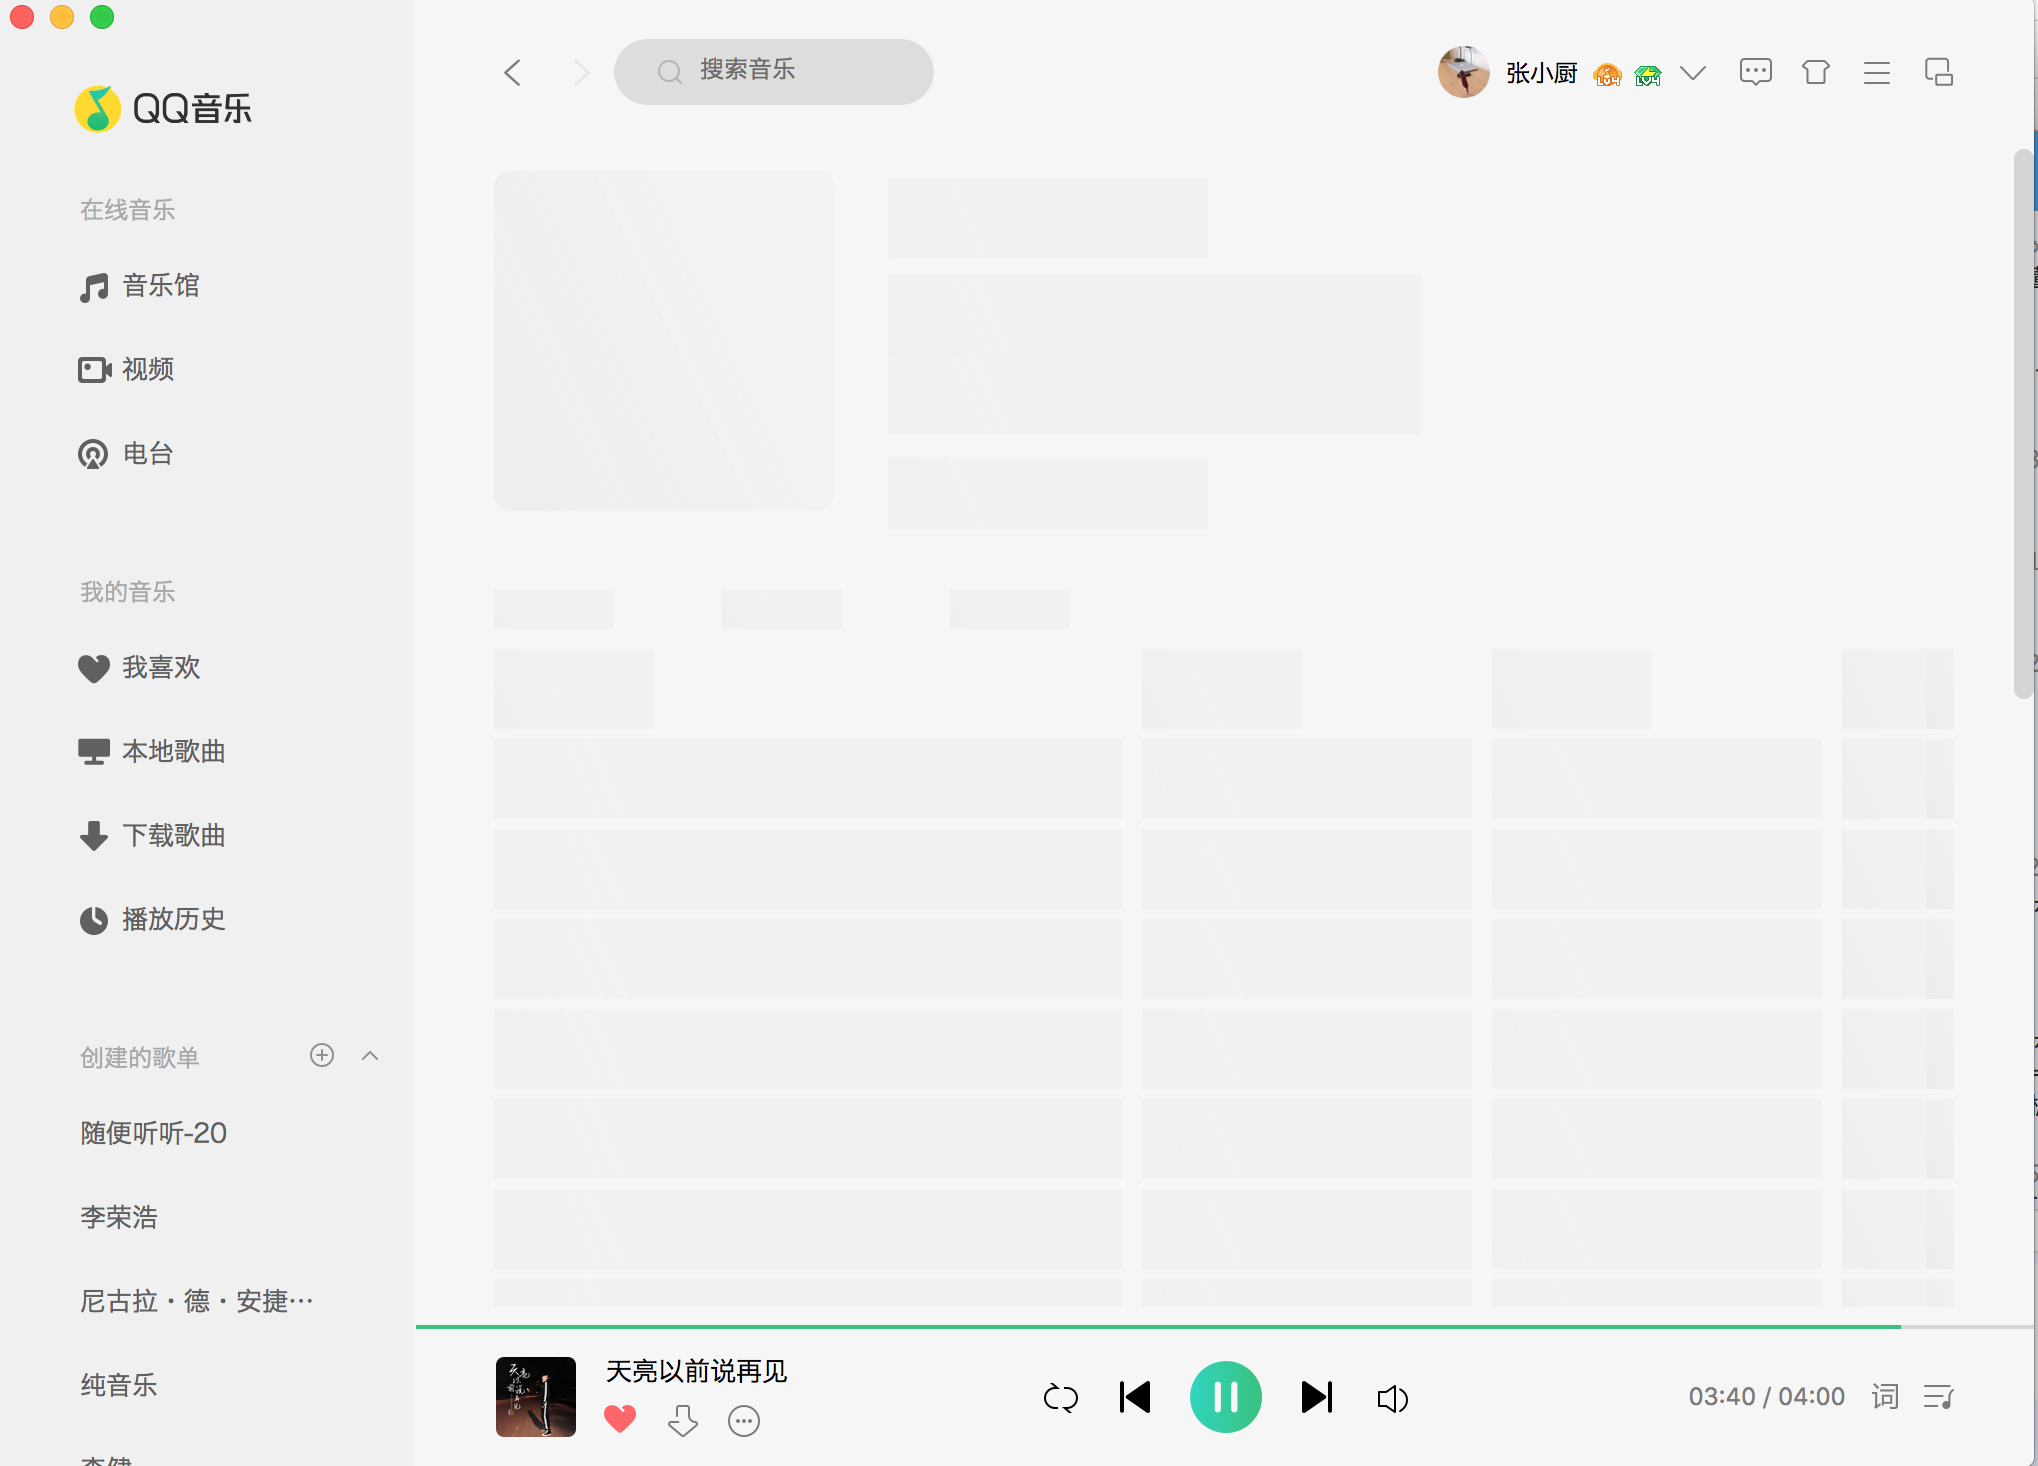 QQ音乐
搜索音乐
张小厨
在线音乐
音乐馆
视频
电台
我的音乐
我喜欢
本地歌曲
下载歌曲
播放历史
创建的歌单
随便听听-20
李荣浩
尼古拉·德·安捷…
纯音乐
李健
天亮以前说再见
03:40 / 04:00
词